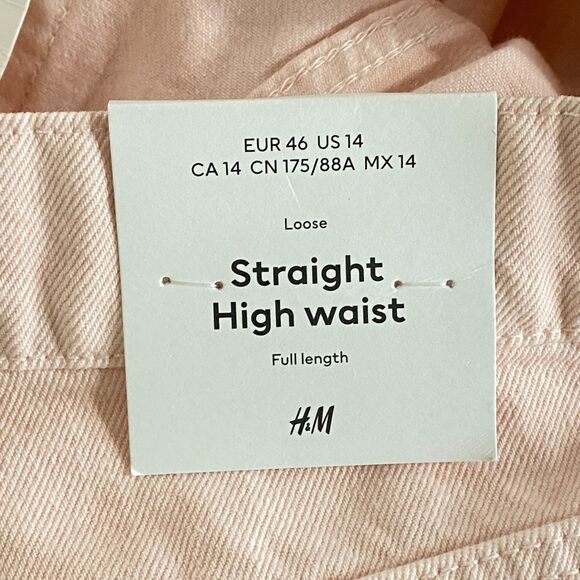 EUR 46 US 14
CA 14 CN 175/88A MX 14
Loose
Straight
High waist
Full length
H&M